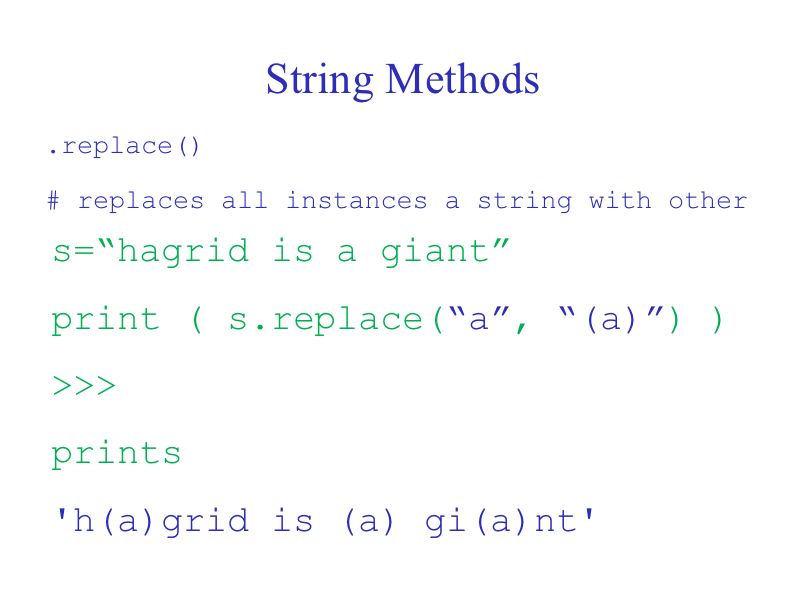 String Methods
.replace()
# replaces all instances a string with other
s=“hagrid is a giant”
print ( s.replace(“a”, “(a)”) )
>>>
prints
'h(a)grid is (a) gi(a)nt'